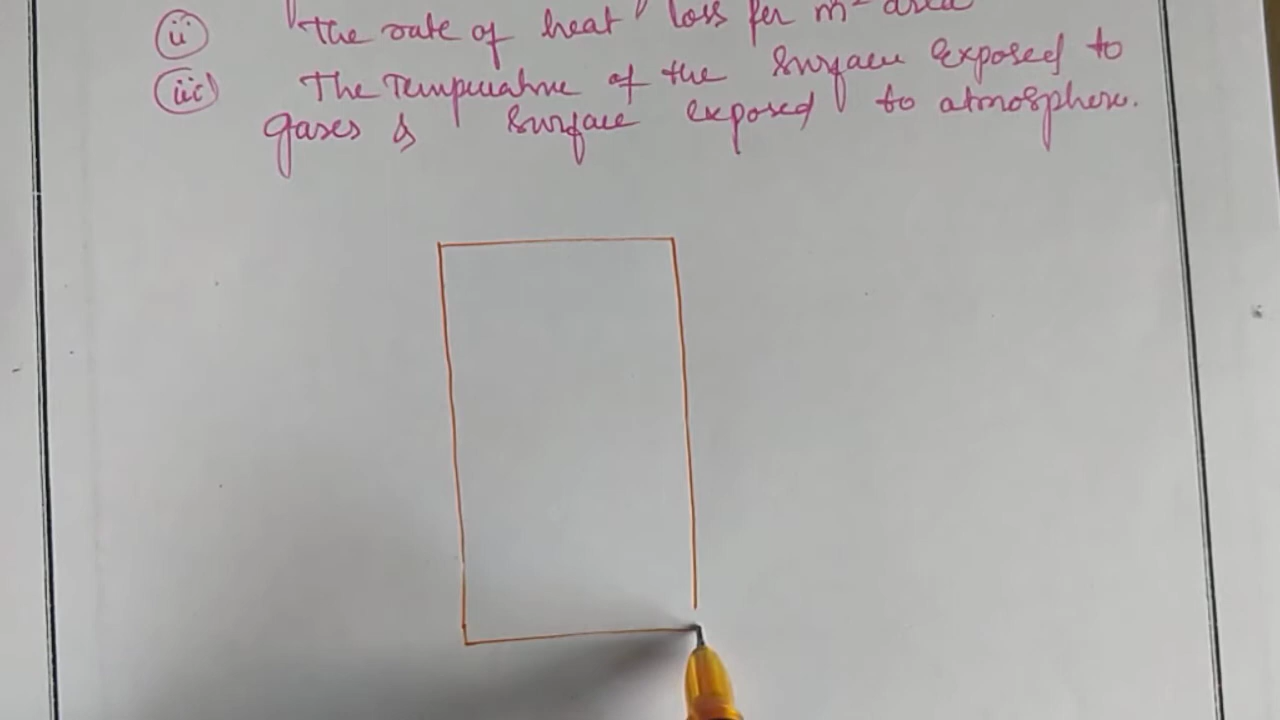 (ii) The rate of heat loss per m² area
(iii) The Temperature of the surface exposed to
gases & surface exposed to atmosphere.